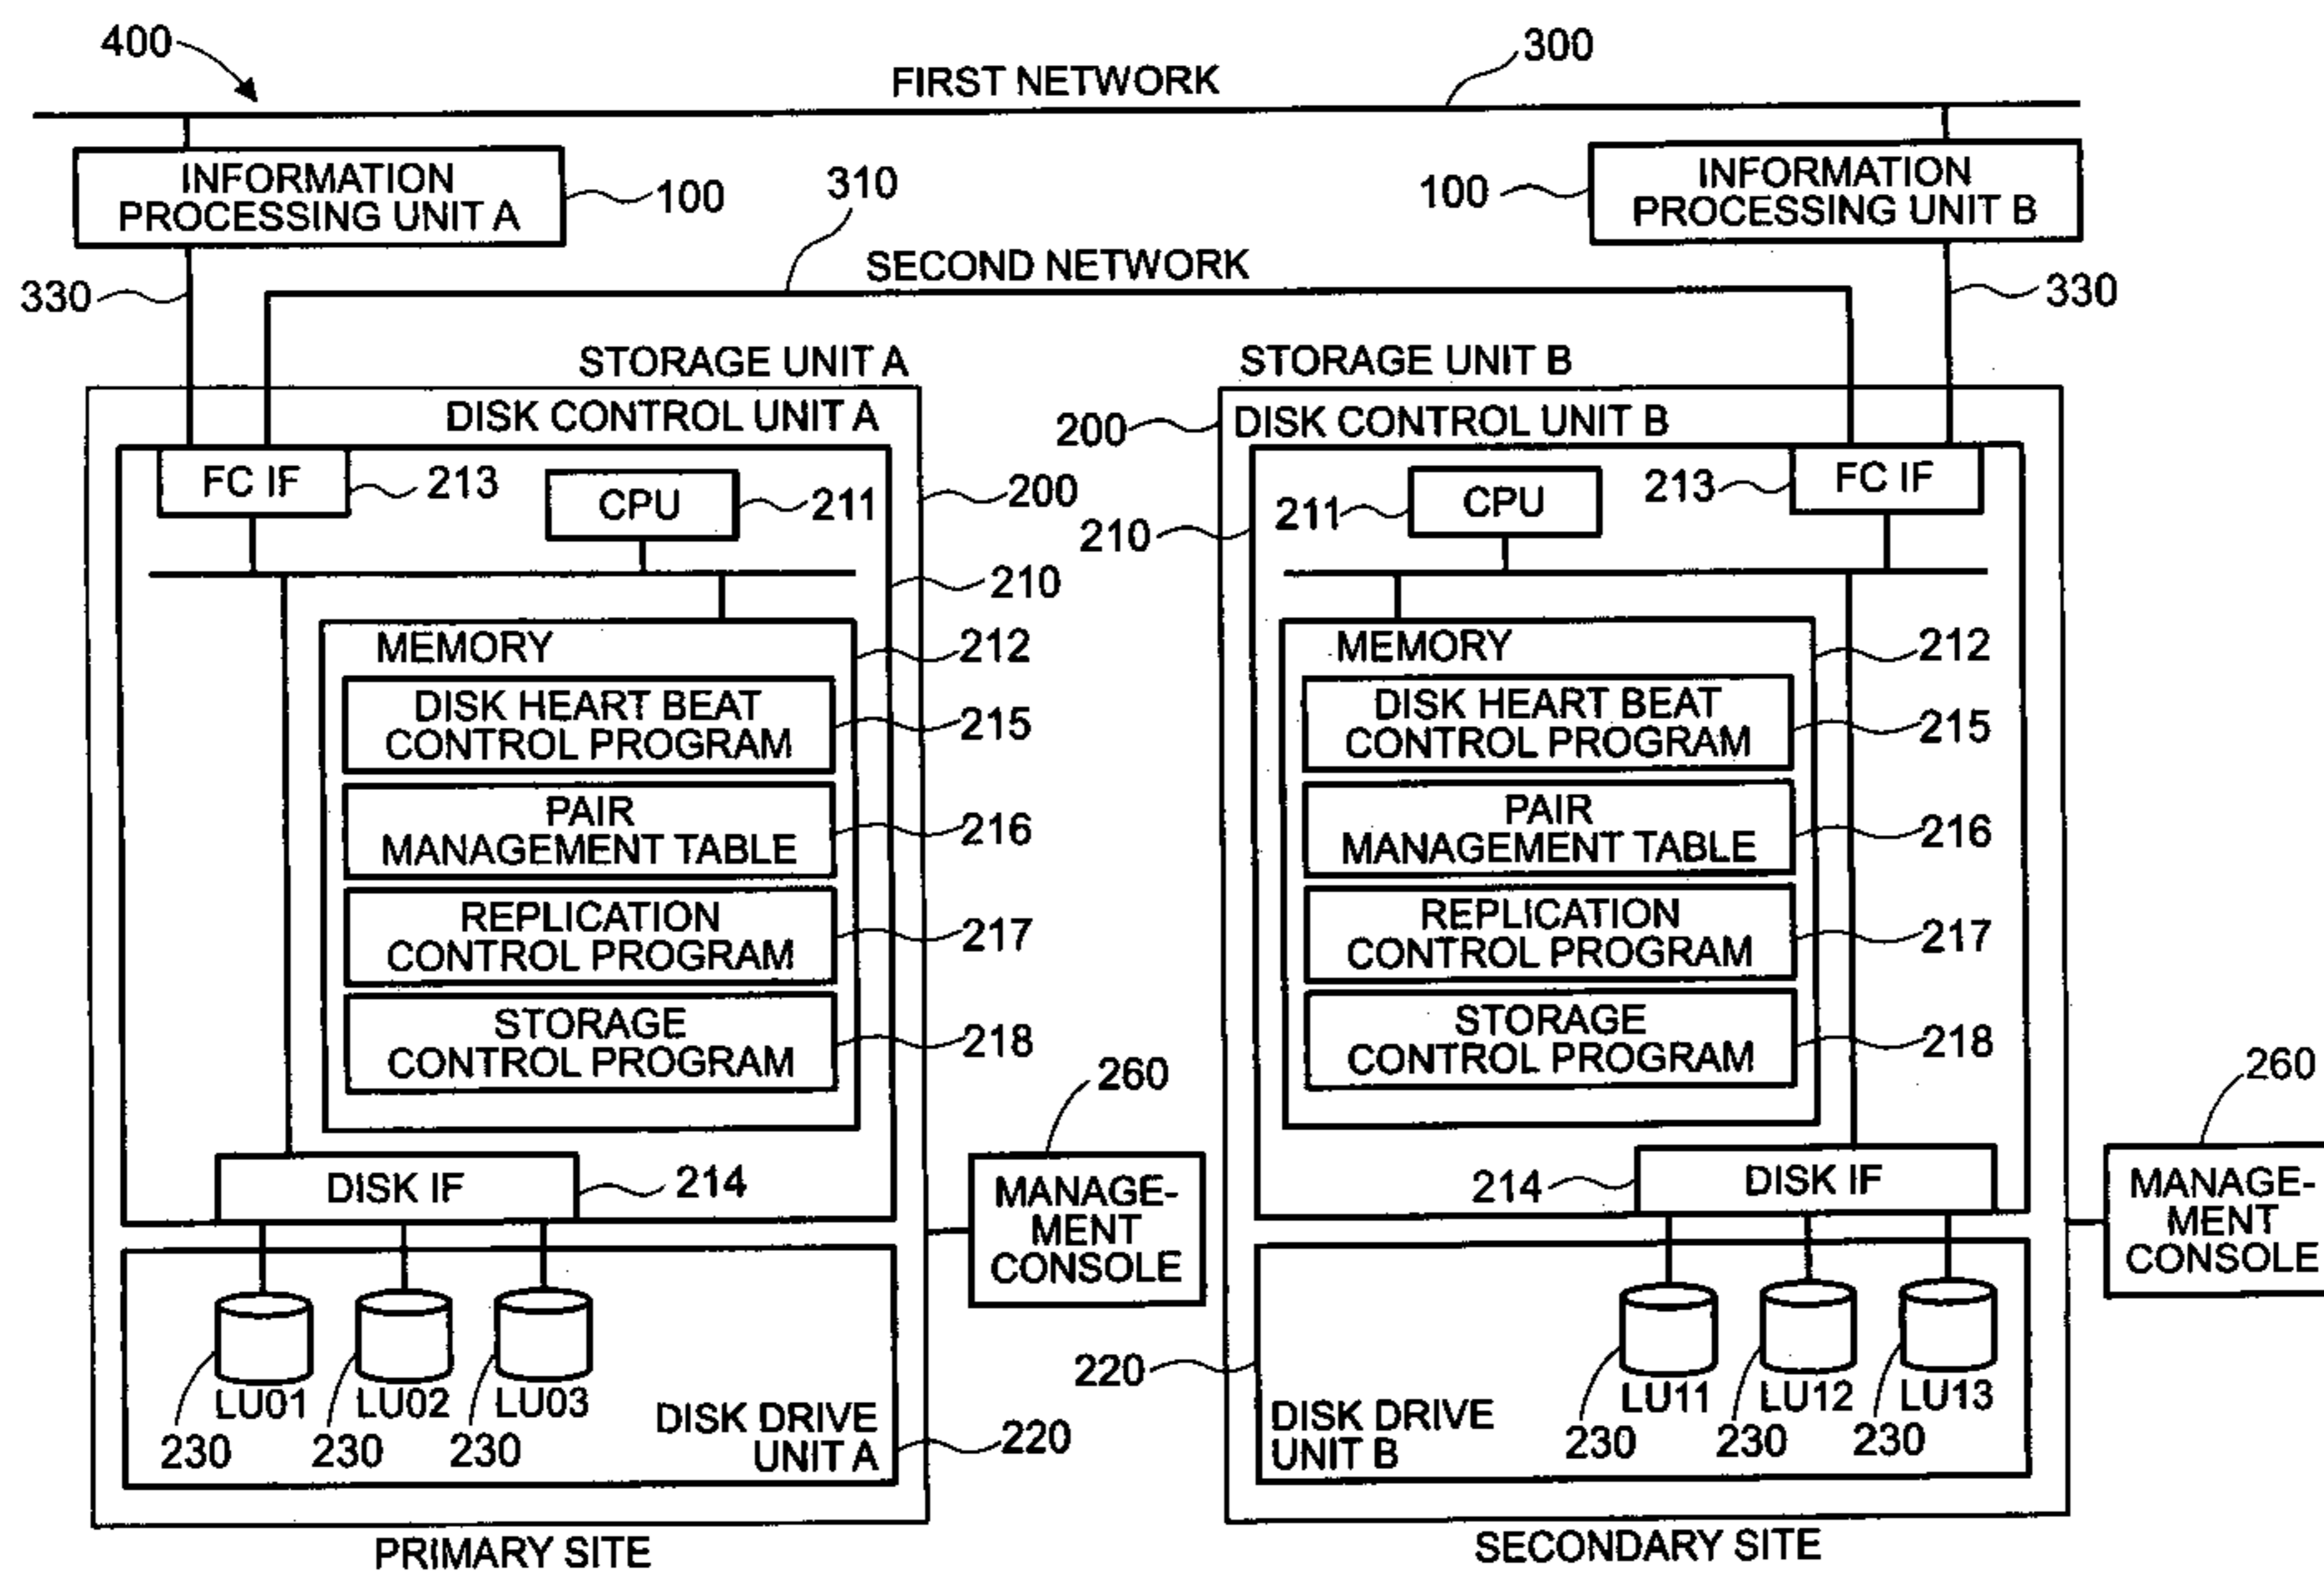 400
FIRST NETWORK
300
INFORMATION
PROCESSING UNIT A
100
310
100
INFORMATION
PROCESSING UNIT B
SECOND NETWORK
330
330
STORAGE UNIT A
DISK CONTROL UNIT A
FC IF
213
CPU
211
200
210
MEMORY
212
DISK HEART BEAT
CONTROL PROGRAM
215
PAIR
MANAGEMENT TABLE
216
REPLICATION
CONTROL PROGRAM
217
STORAGE
CONTROL PROGRAM
218
260
MANAGE-
MENT
CONSOLE
DISK IF
214
LU01
LU02
LU03
230
230
230
DISK DRIVE
UNIT A
220
PRIMARY SITE
STORAGE UNIT B
200
DISK CONTROL UNIT B
211
CPU
213
FC IF
210
MEMORY
212
DISK HEART BEAT
CONTROL PROGRAM
215
PAIR
MANAGEMENT TABLE
216
REPLICATION
CONTROL PROGRAM
217
STORAGE
CONTROL PROGRAM
218
260
MANAGE-
MENT
CONSOLE
214
DISK IF
220
LU11
LU12
LU13
230
230
230
DISK DRIVE
UNIT B
SECONDARY SITE